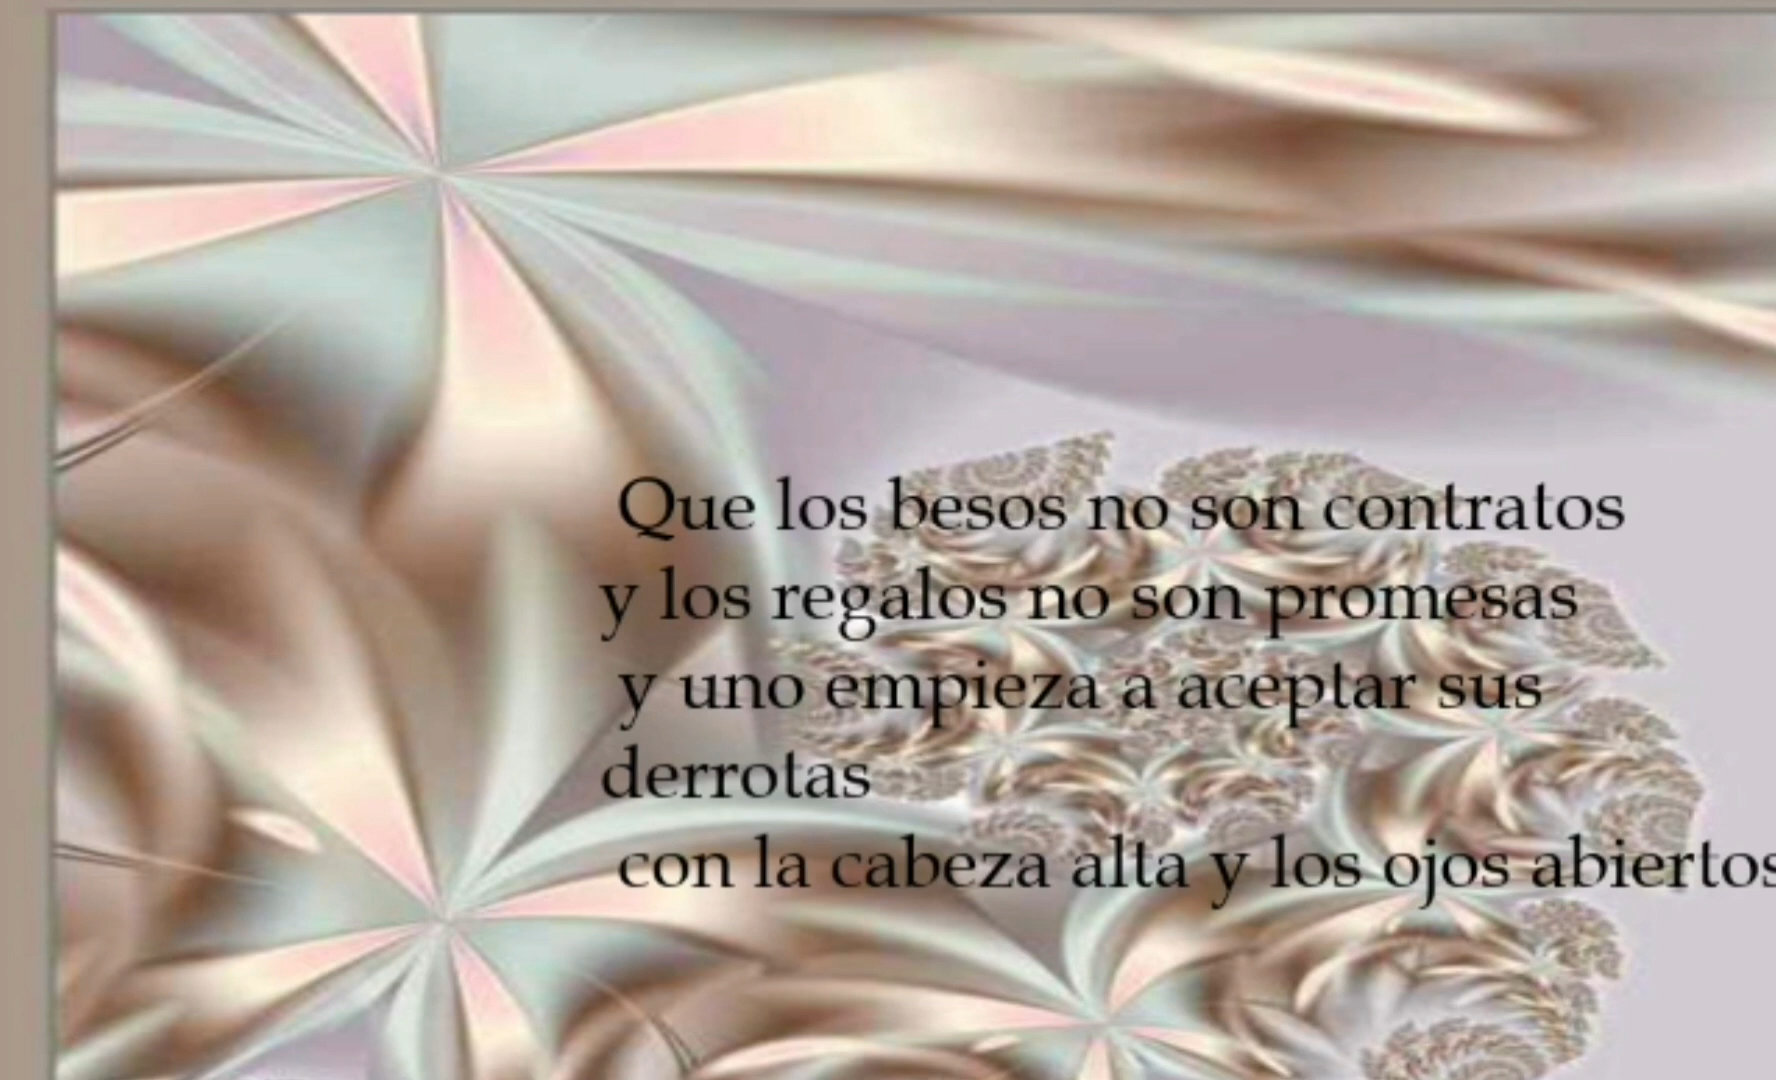 Que los besos no son contratos
y los regalos no son promesas
y uno empieza a aceptar sus
derrotas
con la cabeza alta y los ojos abiertos